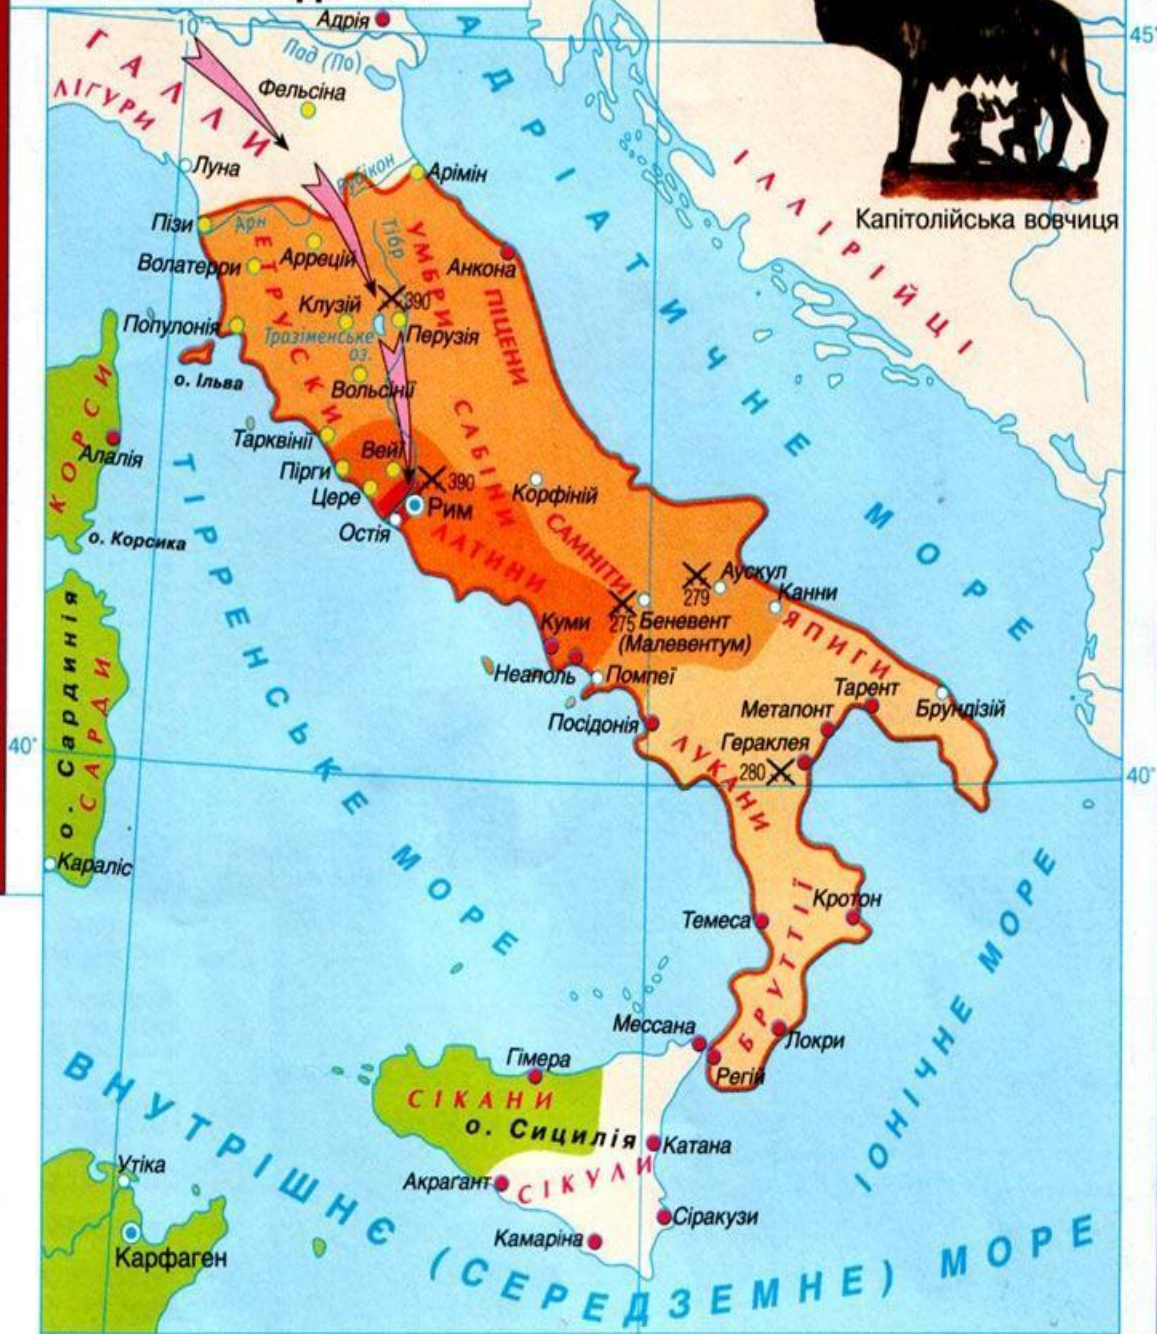 Адрія
10
45°
Пад (По)
ГАЛЛИ
ЛІГУРИ
Фельсіна
АДРІАТИЧНЕ МОРЕ
Луна
Рубікон
Арімін
ІЛЛІРІЙЦІ
Капітолійська вовчиця
Пізи
Арн
Тібр
УМБРИ
Волатерри
Аррецій
ЕТРУСКИ
Анкона
ПІЦЕНИ
Клузій
390
Популонія
Тразіменське
оз.
Перузія
о. Ільва
Вольсінії
КОРСИ
Алалія
о. Корсика
Тарквінії
Вейї
САБІНИ
Пірги
390
Цере
Рим
Корфіній
Остія
ЛАТИНИ
САМНІТИ
ТІРРЕНСЬКЕ МОРЕ
279
Аускул
275
Канни
Беневент
(Малевентум)
ЯПИГИ
Куми
Неаполь
Помпеї
Тарент
Брундізій
Посідонія
Метапонт
Гераклея
280
ЛУКАНИ
40°
40°
о. Сардинія
САРДИ
Караліс
Кротон
Темеса
БРУТТІЇ
ІОНІЧНЕ МОРЕ
Мессана
Локри
Регій
Гімера
СІКАНИ
о. Сицилія
Катана
СІКУЛИ
Акрагант
Сіракузи
Камаріна
Утіка
Карфаген
ВНУТРІШНЄ (СЕРЕДЗЕМНЕ) МОРЕ